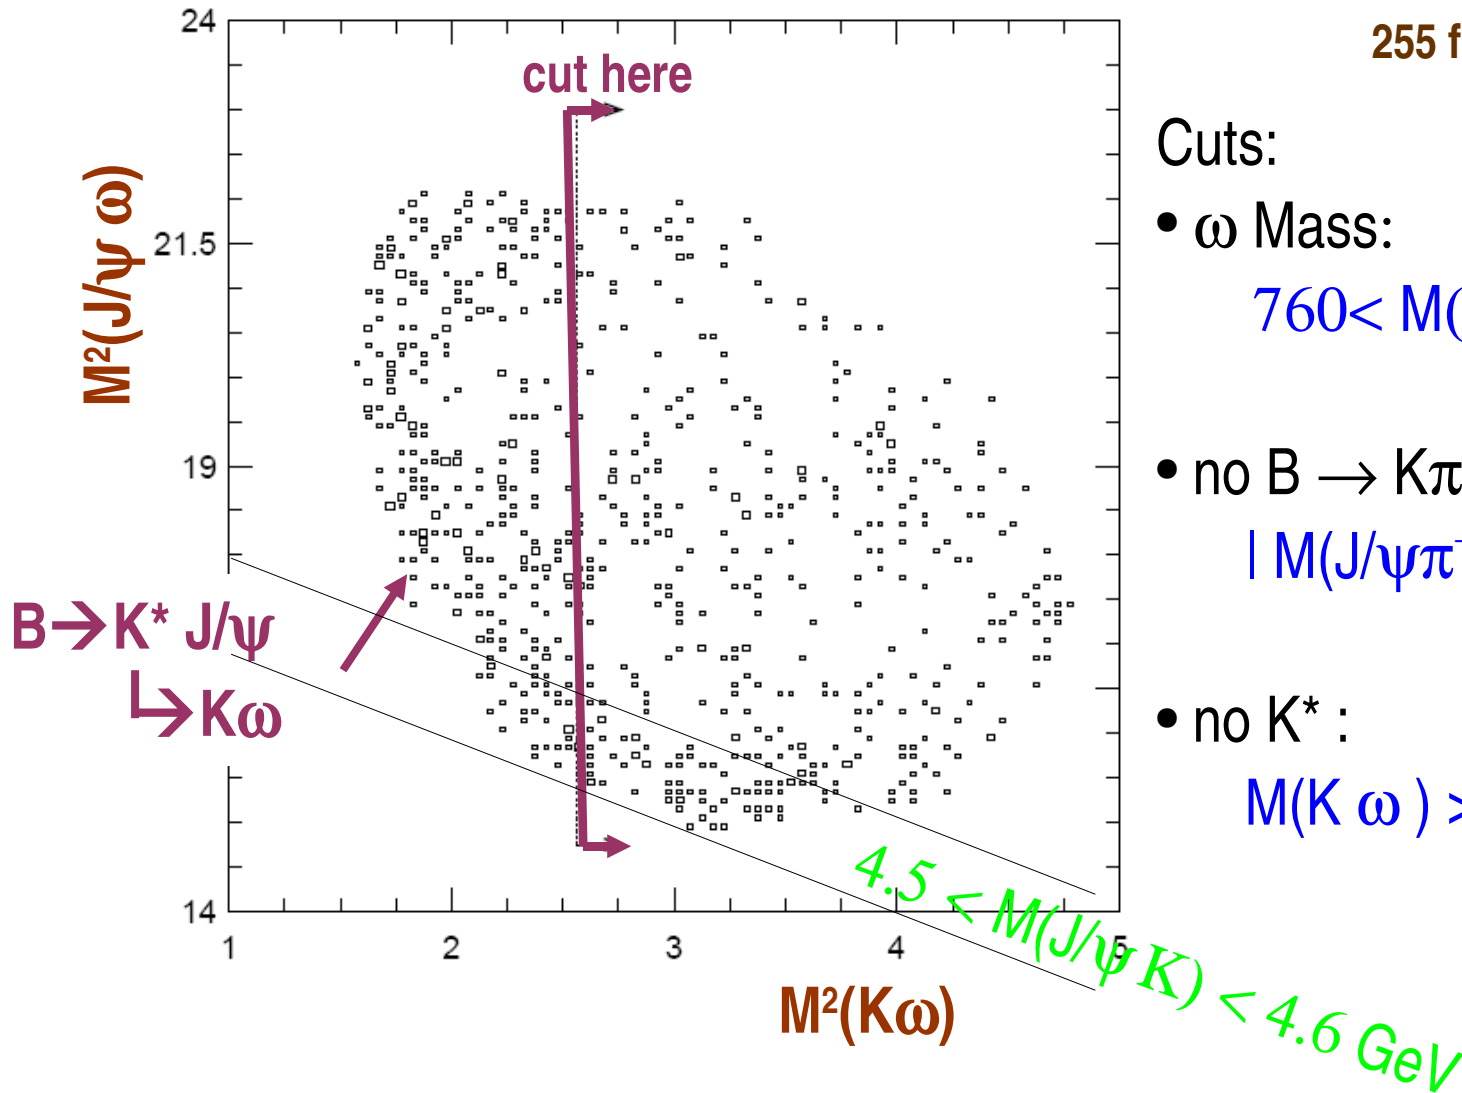 24
21.5
19
14
1
2
3
4
5
M²(J/ψ ω)
M²(Kω)
cut here
B→K* J/ψ
→Kω
4.5 < M(J/ψ K) < 4.6 GeV
255 f
Cuts:
• ω Mass:
760< M(
• no B → Kπ
| M(J/ψπ
• no K* :
M(K ω ) >